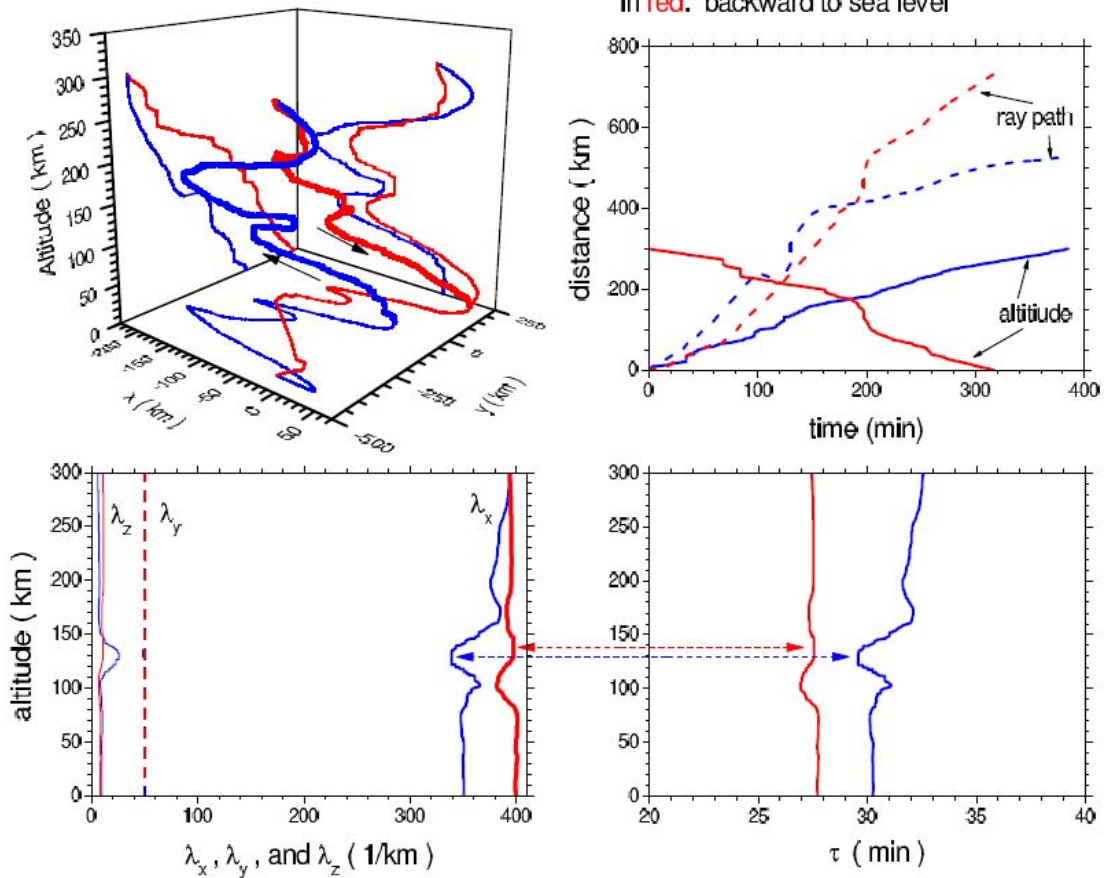 in red: backward to sea level
Altitude ( km )
350
300
250
200
150
100
50
0
-200
-150
-100
-50
0
50
x ( km )
-500
-250
0
250
y ( km )
distance ( km )
800
600
400
200
0
ray path
altitiude
0 100 200 300 400
time (min)
altitude ( km )
300
250
200
150
100
50
0
λz λy λx
0 100 200 300 400
λx , λy , and λz ( 1/km )
300
250
200
150
100
50
0
20 25 30 35 40
τ ( min )